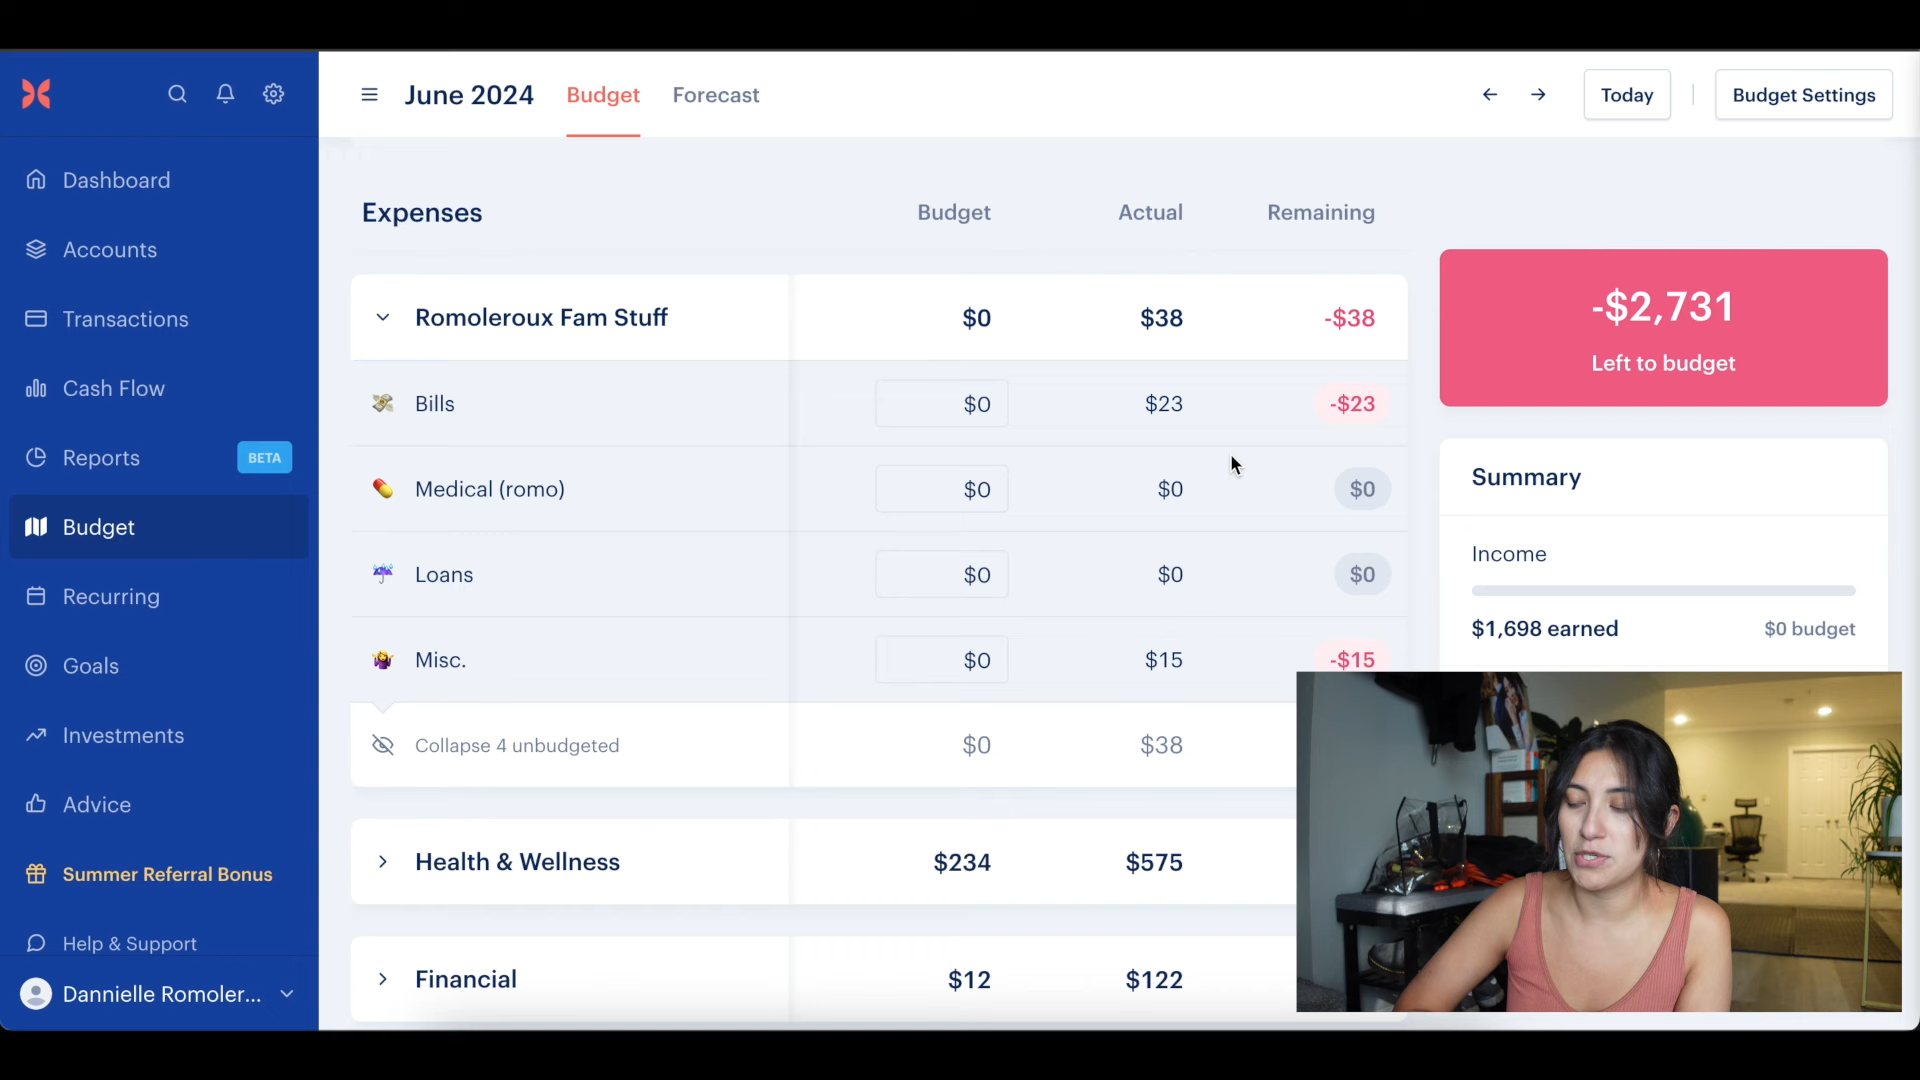 June 2024 Budget Forecast Today Budget Settings
Dashboard
Accounts
Transactions
Cash Flow
Reports BETA
Budget
Recurring
Goals
Investments
Advice
Summer Referral Bonus
Help & Support
Dannielle Romoler...
Expenses Budget Actual Remaining
Romoleroux Fam Stuff $0 $38 -$38
Bills $0 $23 -$23
Medical (romo) $0 $0 $0
Loans $0 $0 $0
Misc. $0 $15 -$15
Collapse 4 unbudgeted $0 $38
Health & Wellness $234 $575
Financial $12 $122
-$2,731
Left to budget
Summary
Income
$1,698 earned $0 budget